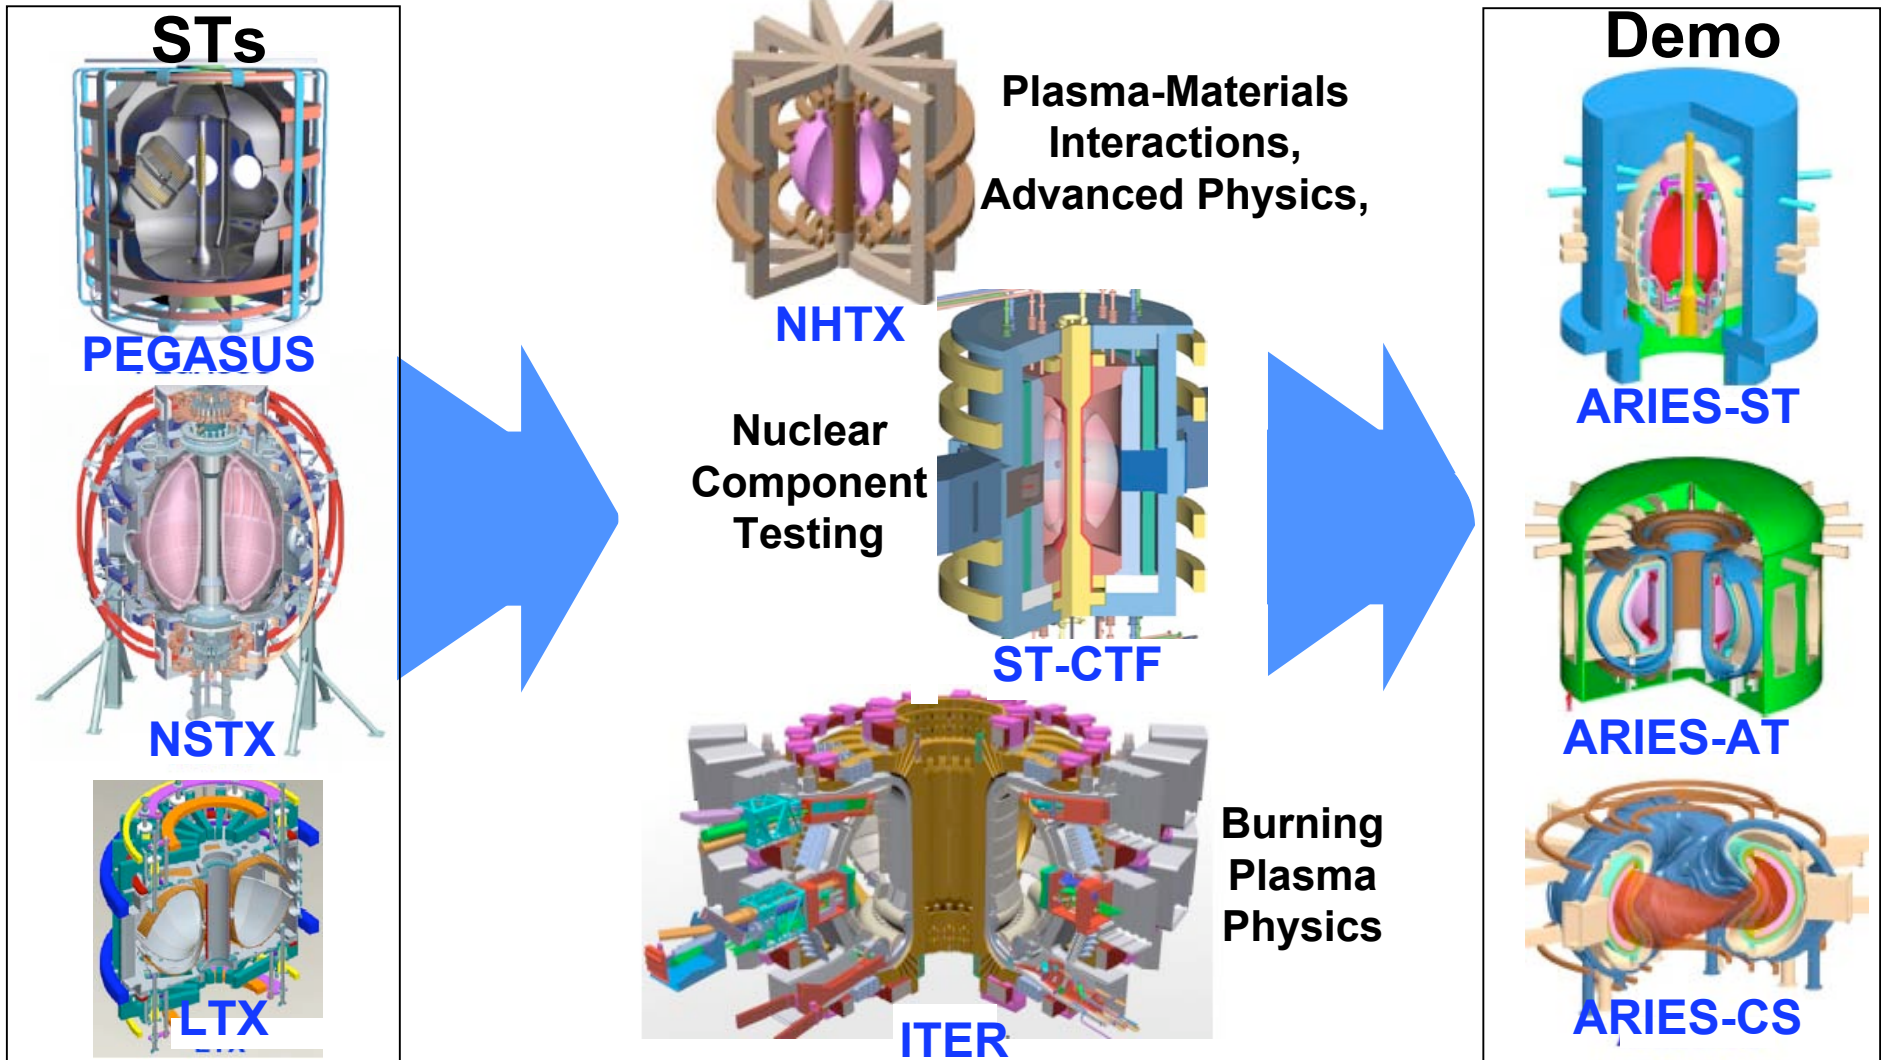 STs
PEGASUS
NSTX
LTX
NHTX
Plasma-Materials
Interactions,
Advanced Physics,
Nuclear
Component
Testing
ST-CTF
Burning
Plasma
Physics
ITER
Demo
ARIES-ST
ARIES-AT
ARIES-CS